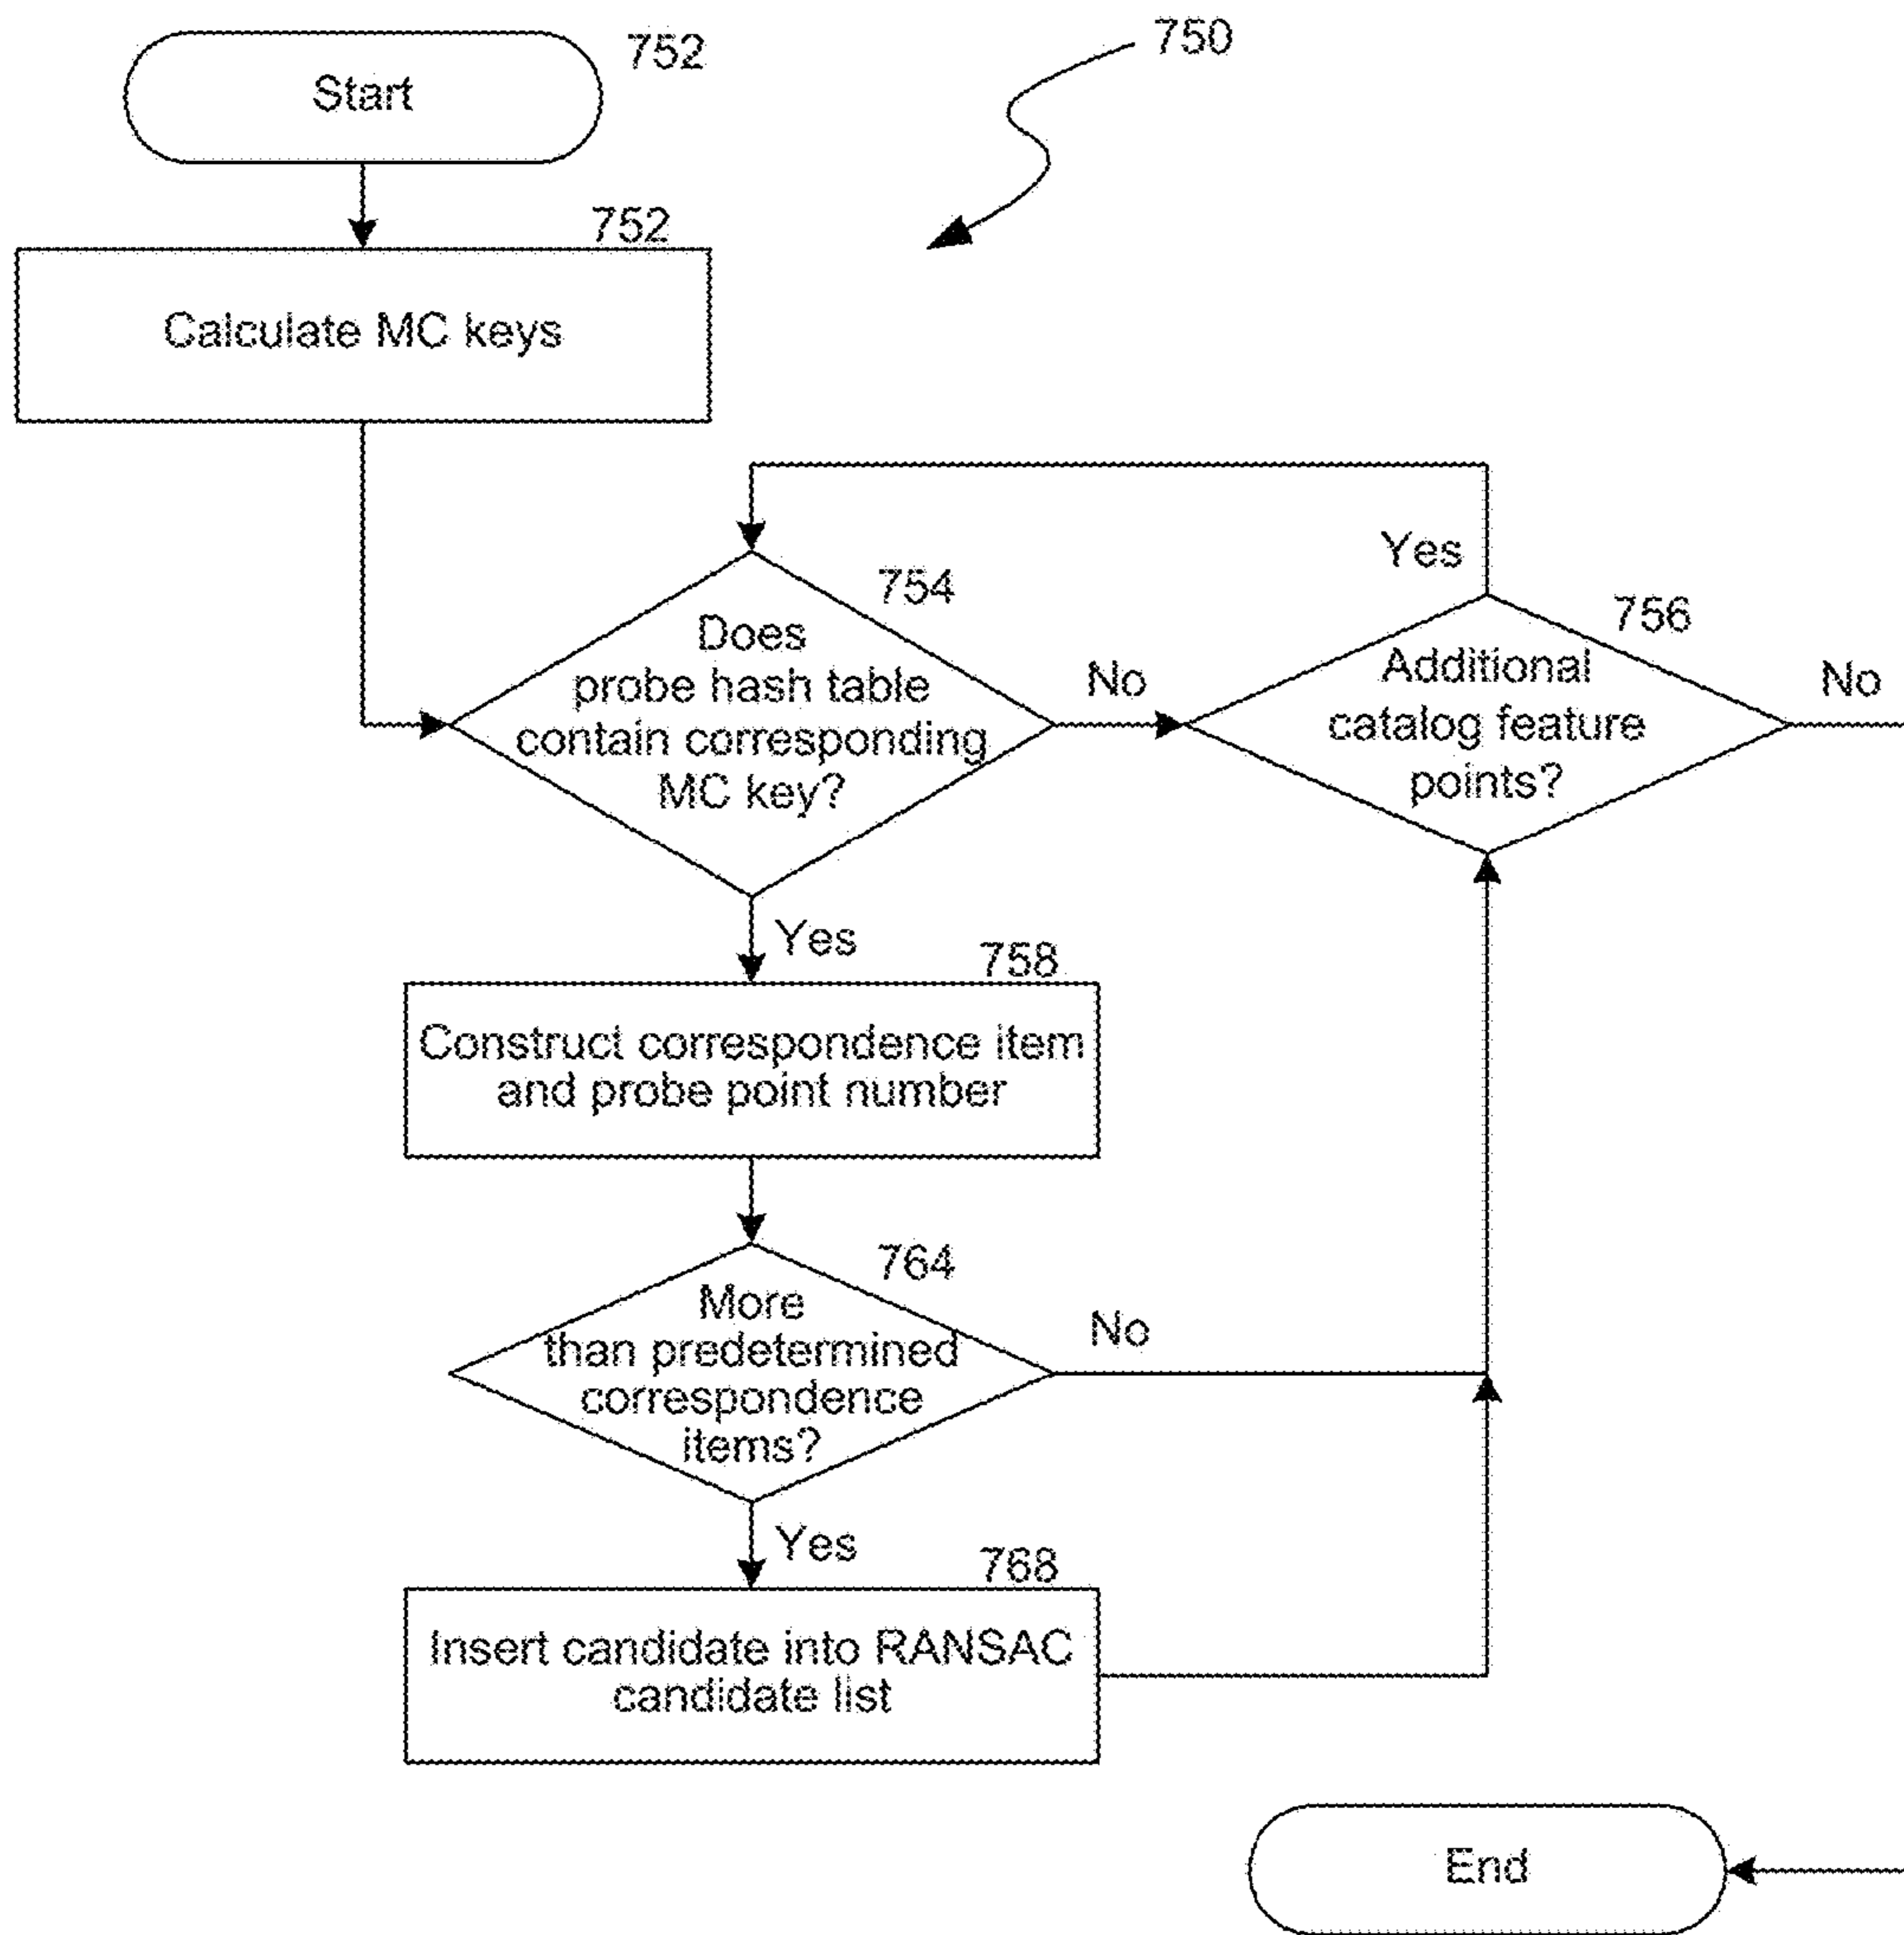 750
Start
752
752
Calculate MC keys
Yes
754
Does
probe hash table
contain corresponding
MC key?
No
756
Additional
catalog feature
points?
No
Yes
758
Construct correspondence item
and probe point number
764
More
than predetermined
correspondence
items?
No
Yes
768
Insert candidate into RANSAC
candidate list
End